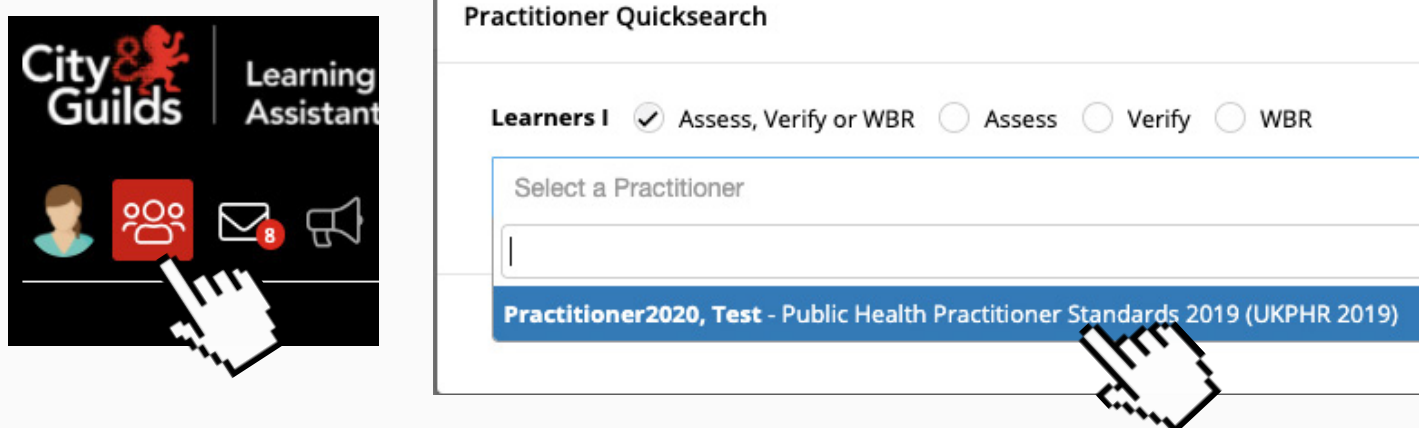 City&
Guilds
Learning
Assistant
8
Practitioner Quicksearch
Learners I Assess, Verify or WBR Assess Verify WBR
Select a Practitioner
Practitioner2020, Test - Public Health Practitioner Standards 2019 (UKPHR 2019)